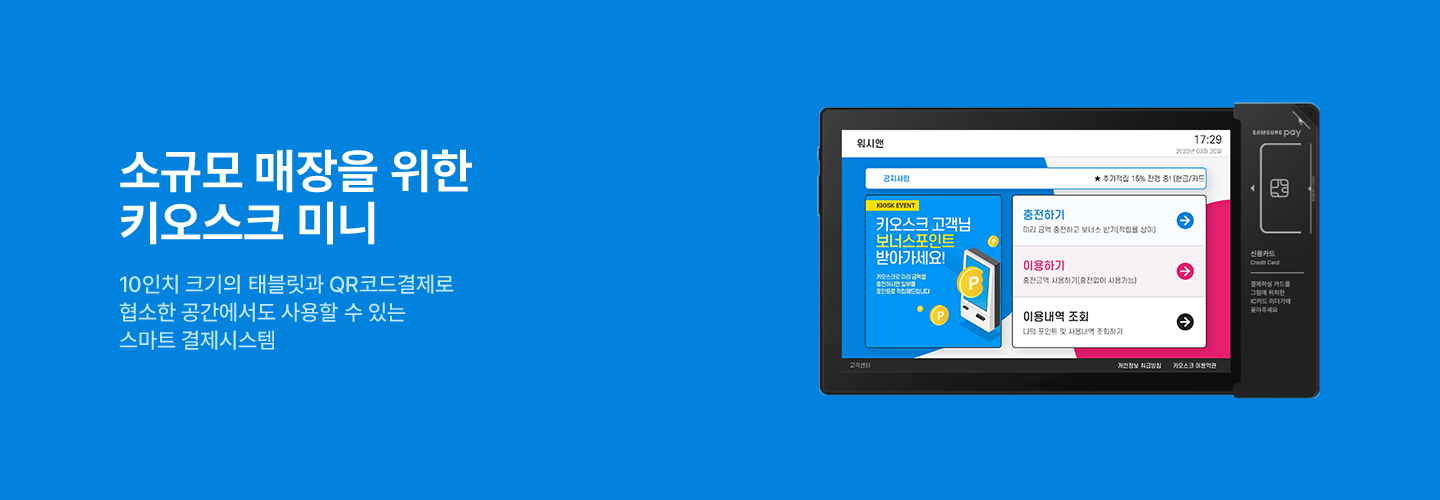 소규모 매장을 위한
키오스크 미니
10인치 크기의 태블릿과 QR코드결제로
협소한 공간에서도 사용할 수 있는
스마트 결제시스템
워시앤
17:29
2022년 03월 20일
공지사항
★ 추가적립 15% 진행 중! (현금/카드
KIOSK EVENT
키오스크 고객님
보너스포인트
받아가세요!
키오스크로 미리 금액을
충전하시면 일부를
포인트로 적립해드립니다
충전하기
미리 금액 충전하고 보너스 받기(적립률 상이)
이용하기
충전금액 사용하기(충전없이 사용가능)
이용내역 조회
나의 포인트 및 사용내역 조회하기
고객센터
개인정보 취급방침
키오스크 이용약관
SAMSUNG pay
신용카드
Credit Card
결제하실 카드를
그림에 위치한
IC카드 리더기에
꽂아주세요